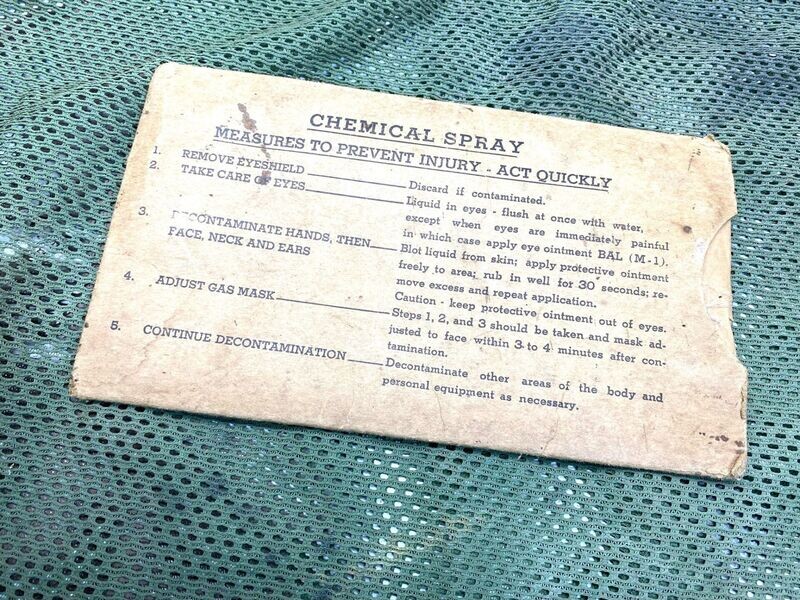 CHEMICAL SPRAY
MEASURES TO PREVENT INJURY - ACT QUICKLY
1. REMOVE EYESHIELD Discard if contaminated.
2. TAKE CARE OF EYES Liquid in eyes - flush at once with water,
except when eyes are immediately painful
in which case apply eye ointment BAL (M-1).
3. DECONTAMINATE HANDS, THEN Blot liquid from skin; apply protective ointment
FACE, NECK AND EARS freely to area; rub in well for 30 seconds; re-
move excess and repeat application.
Caution - keep protective ointment out of eyes.
4. ADJUST GAS MASK Steps 1, 2, and 3 should be taken and mask ad-
justed to face within 3 to 4 minutes after con-
tamination.
5. CONTINUE DECONTAMINATION Decontaminate other areas of the body and
personal equipment as necessary.